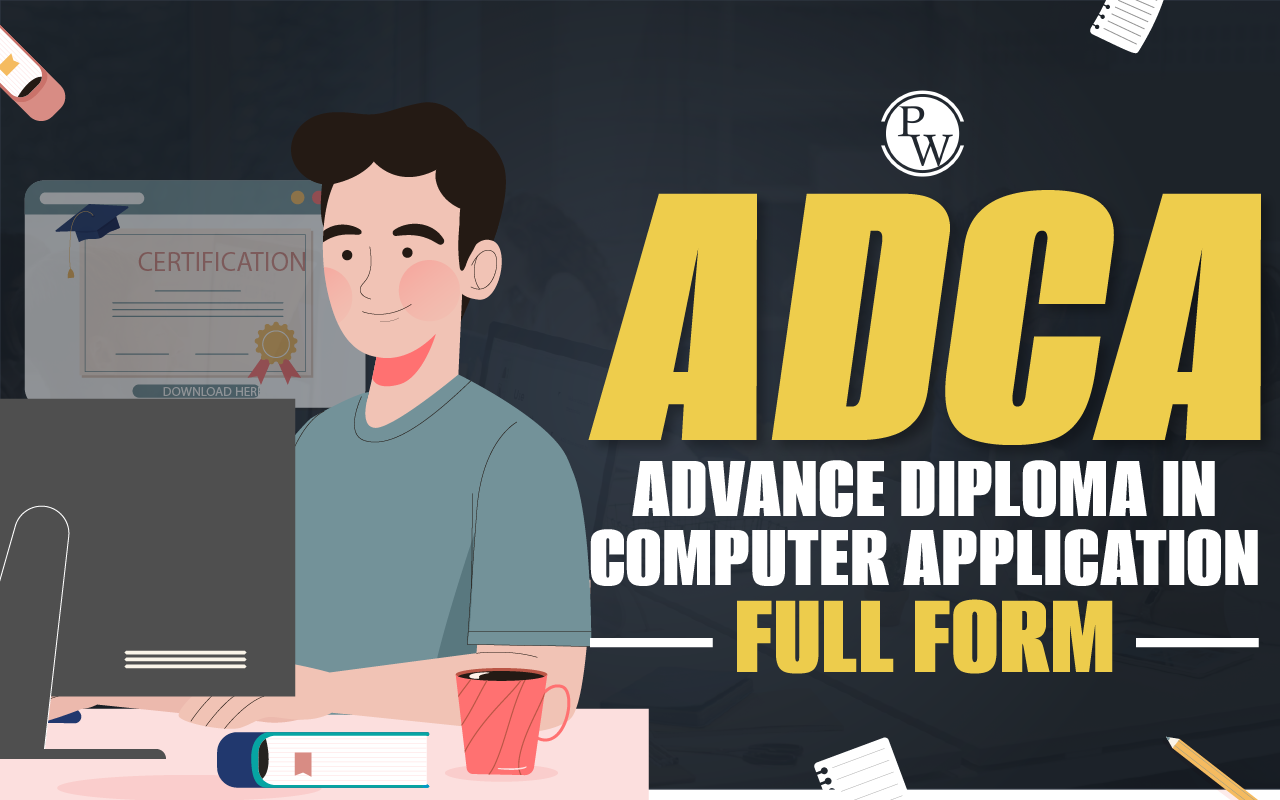 PW
ADCA
ADVANCE DIPLOMA IN
COMPUTER APPLICATION
FULL FORM
CERTIFICATION
DOWNLOAD HER